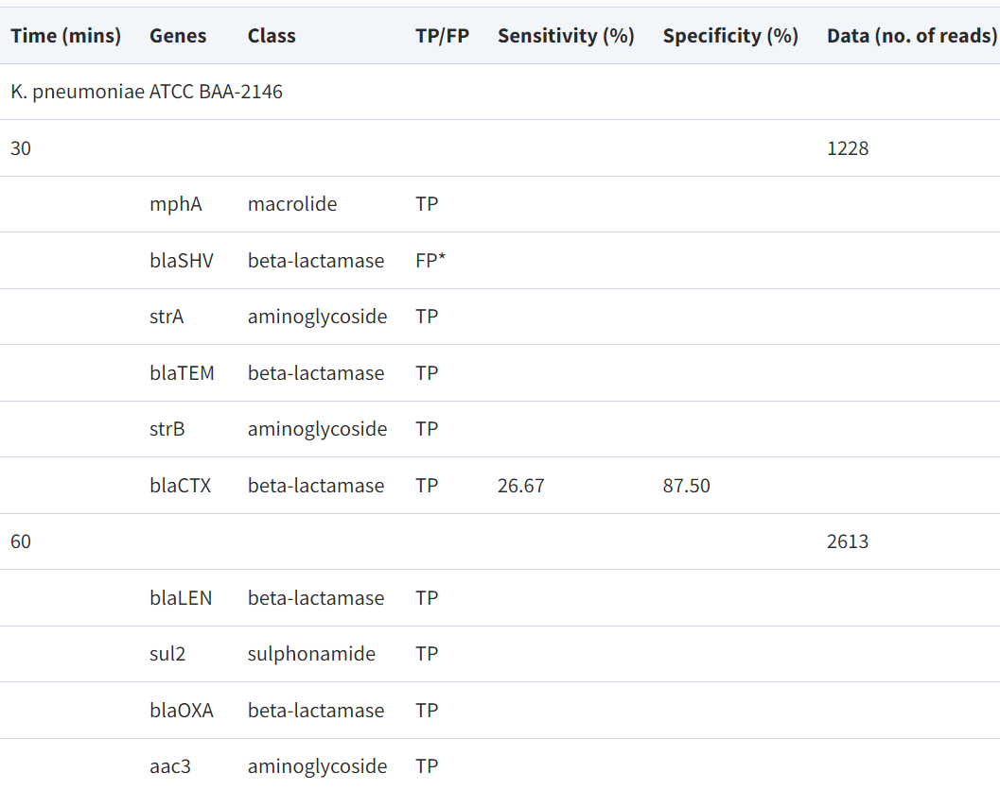 Time (mins) Genes Class TP/FP Sensitivity (%) Specificity (%) Data (no. of reads)
K. pneumoniae ATCC BAA-2146
30 1228
mphA macrolide TP
blaSHV beta-lactamase FP*
strA aminoglycoside TP
blaTEM beta-lactamase TP
strB aminoglycoside TP
blaCTX beta-lactamase TP 26.67 87.50
60 2613
blaLEN beta-lactamase TP
sul2 sulphonamide TP
blaOXA beta-lactamase TP
aac3 aminoglycoside TP